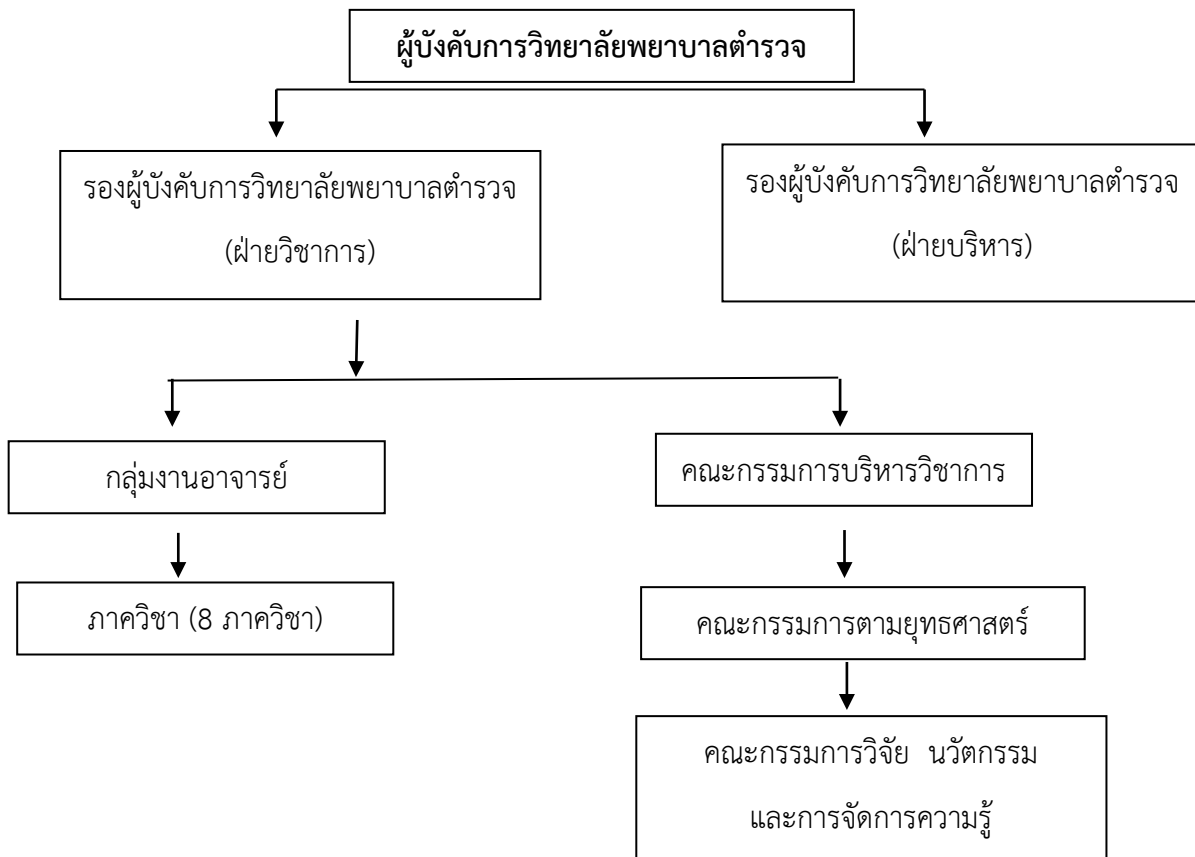 ผู้บังคับการวิทยาลัยพยาบาลตำรวจ
รองผู้บังคับการวิทยาลัยพยาบาลตำรวจ
(ฝ่ายวิชาการ)
รองผู้บังคับการวิทยาลัยพยาบาลตำรวจ
(ฝ่ายบริหาร)
กลุ่มงานอาจารย์
คณะกรรมการบริหารวิชาการ
ภาควิชา (8 ภาควิชา)
คณะกรรมการตามยุทธศาสตร์
คณะกรรมการวิจัย นวัตกรรม
และการจัดการความรู้